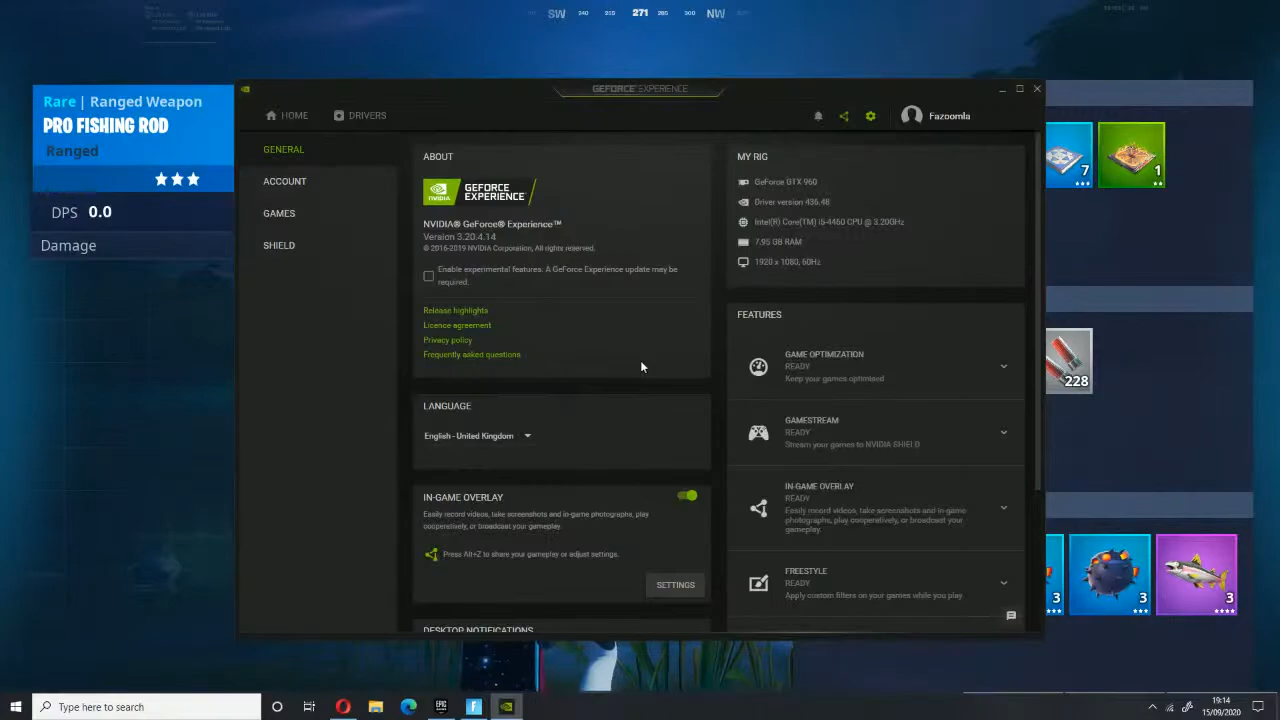 SW 240 255 271 285 300 NW
GEFORCE EXPERIENCE
HOME
DRIVERS
Fazoomla
Rare | Ranged Weapon
PRO FISHING ROD
Ranged
DPS 0.0
Damage
GENERAL
ACCOUNT
GAMES
SHIELD
ABOUT
NVIDIA
GEFORCE
EXPERIENCE
NVIDIA® GeForce® Experience™
Version 3.20.4.14
© 2016-2019 NVIDIA Corporation, All rights reserved.
Enable experimental features. A GeForce Experience update may be
required.
Release highlights
Licence agreement
Privacy policy
Frequently asked questions
LANGUAGE
English - United Kingdom
IN-GAME OVERLAY
Easily record videos, take screenshots and in-game photographs, play
cooperatively, or broadcast your gameplay.
Press Alt+Z to share your gameplay or adjust settings.
SETTINGS
DESKTOP NOTIFICATIONS
MY RIG
GeForce GTX 960
Driver version 436.48
Intel(R) Core(TM) i5-4460 CPU @ 3.20GHz
7.95 GB RAM
1920 x 1080, 60Hz
FEATURES
GAME OPTIMIZATION
READY
Keep your games optimised
GAMESTREAM
READY
Stream your games to NVIDIA SHIELD
IN-GAME OVERLAY
READY
Easily record videos, take screenshots and in-game
photographs, play cooperatively, or broadcast your
gameplay.
FREESTYLE
READY
Apply custom filters on your games while you play
7
1
228
3
3
3
Type here to search
EPIC
19:14
15/09/2020